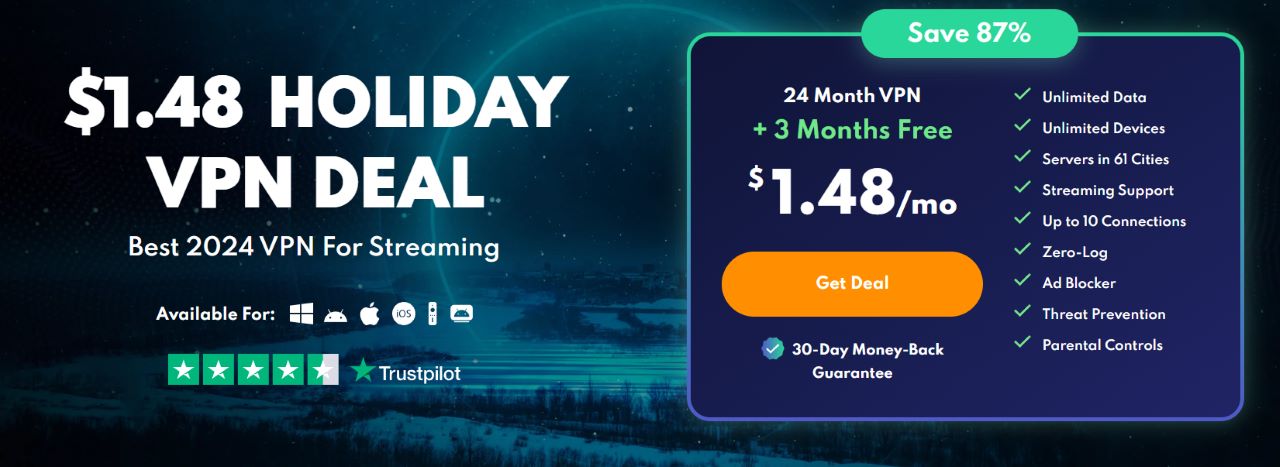 $1.48 HOLIDAY
VPN DEAL
Best 2024 VPN For Streaming
Available For:
iOS
Trustpilot
Save 87%
24 Month VPN
+ 3 Months Free
$1.48/mo
Get Deal
30-Day Money-Back
Guarantee
Unlimited Data
Unlimited Devices
Servers in 61 Cities
Streaming Support
Up to 10 Connections
Zero-Log
Ad Blocker
Threat Prevention
Parental Controls